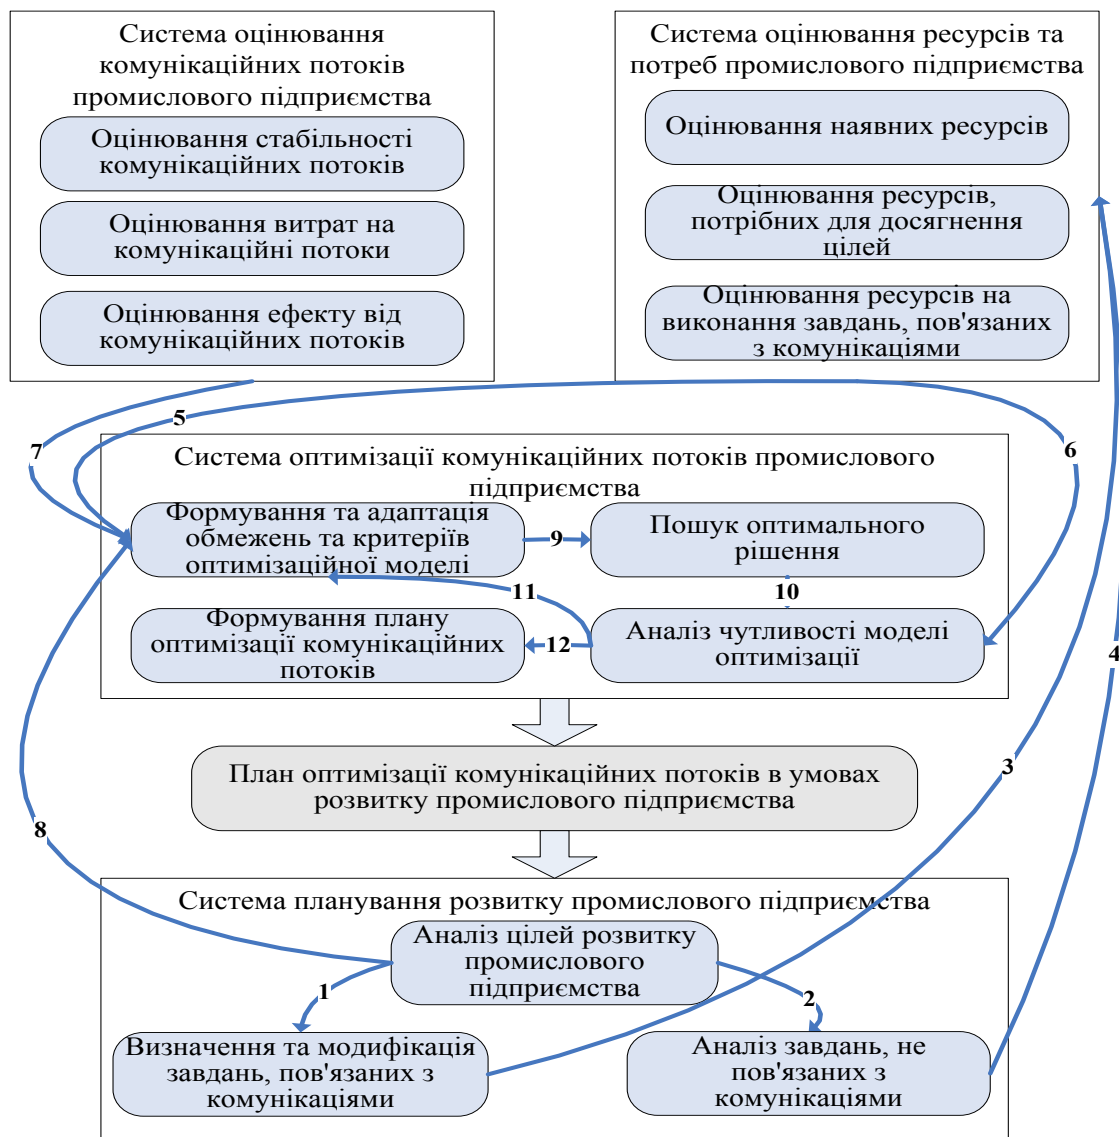 Система оцінювання
комунікаційних потоків
промислового підприємства
Оцінювання стабільності
комунікаційних потоків
Оцінювання витрат на
комунікаційні потоки
Оцінювання ефекту від
комунікаційних потоків
Система оцінювання ресурсів та
потреб промислового підприємства
Оцінювання наявних ресурсів
Оцінювання ресурсів,
потрібних для досягнення
цілей
Оцінювання ресурсів на
виконання завдань, пов'язаних
з комунікаціями
5
7
6
Система оптимізації комунікаційних потоків промислового
підприємства
Формування та адаптація
обмежень та критеріїв
оптимізаційної моделі
9
Пошук оптимального
рішення
11
10
Формування плану
оптимізації комунікаційних
потоків
12
Аналіз чутливості моделі
оптимізації
4
3
План оптимізації комунікаційних потоків в умовах
розвитку промислового підприємства
8
Система планування розвитку промислового підприємства
Аналіз цілей розвитку
промислового
підприємства
1
2
Визначення та модифікація
завдань, пов'язаних з
комунікаціями
Аналіз завдань, не
пов'язаних з
комунікаціями